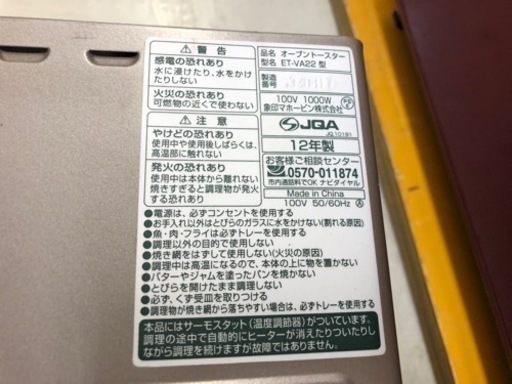 ⚠ 警告
感電の恐れあり
水に浸けたり、水をかけ
たりしない
火災の恐れあり
可燃物の近くで使わない
⚠ 注意
やけどの恐れあり
使用中や使用後しばらくは、
高温部に触れない
発火の恐れあり
使用中は本体から離れない
焼きすぎると調理物が発火
する恐れあり
品名 オーブントースター
型名 ET-VA22 型
製造
番号
100V 1000W
象印マホービン株式会社
PS
E
JQA
JQ10191
12年製
お客様ご相談センター
0570-011874
市内通話料でOK ナビダイヤル
Made in China
100V 50/60Hz
●電源は、必ずコンセントを使用する
●お手入れ以外はとびらのガラスに水をかけない(割れる原因)
●魚・肉・フライは必ずトレーを使用する
●調理以外の目的で使用しない
●焼き網をはずして使用しない(火災の原因)
●調理中は高温になるので、本体の上に物を置かない
●バターやジャムを塗ったパンを焼かない
●とびらを開けたまま調理しない
●必ず、くず受皿を取りつける
●調理物が焼き網から落ちやすい場合は、必ずトレーを使用する
本品にはサーモスタット(温度調節器)がついています。
調理の途中で自動的にヒーターが消えたりついたり
しながら調理を続けますが故障ではありません。